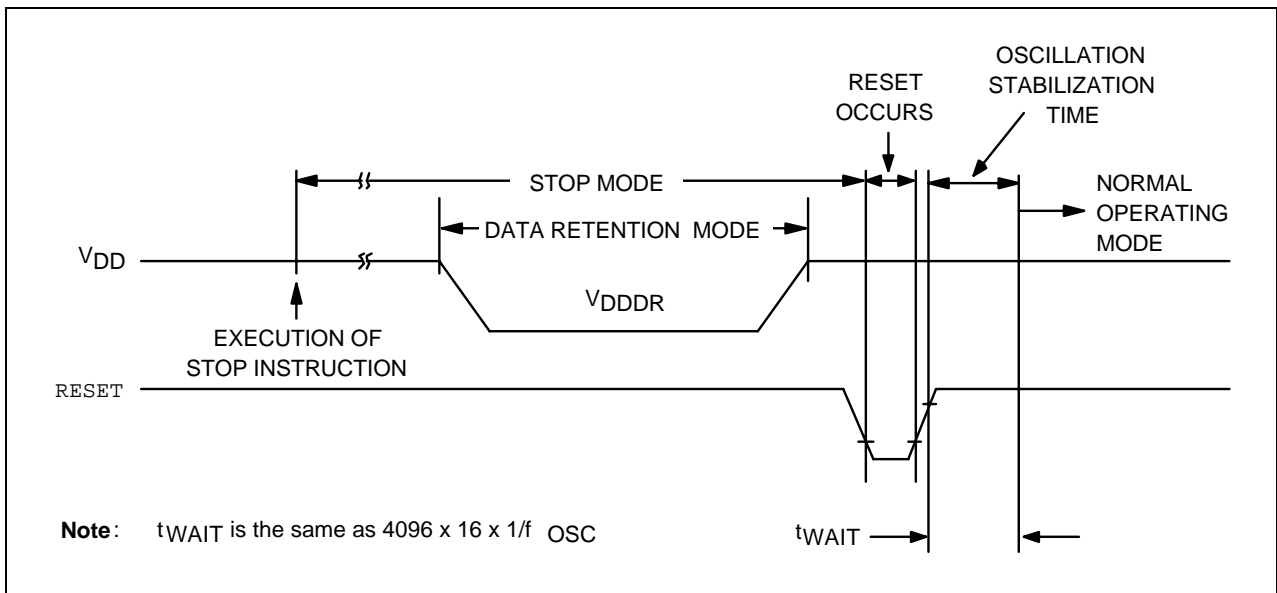 OSCILLATION
STABILIZATION
TIME
RESET
OCCURS
STOP MODE
NORMAL
OPERATING
MODE
DATA RETENTION MODE
VDD
VDDDR
EXECUTION OF
STOP INSTRUCTION
RESET
Note: tWAIT is the same as 4096 x 16 x 1/f OSC
tWAIT